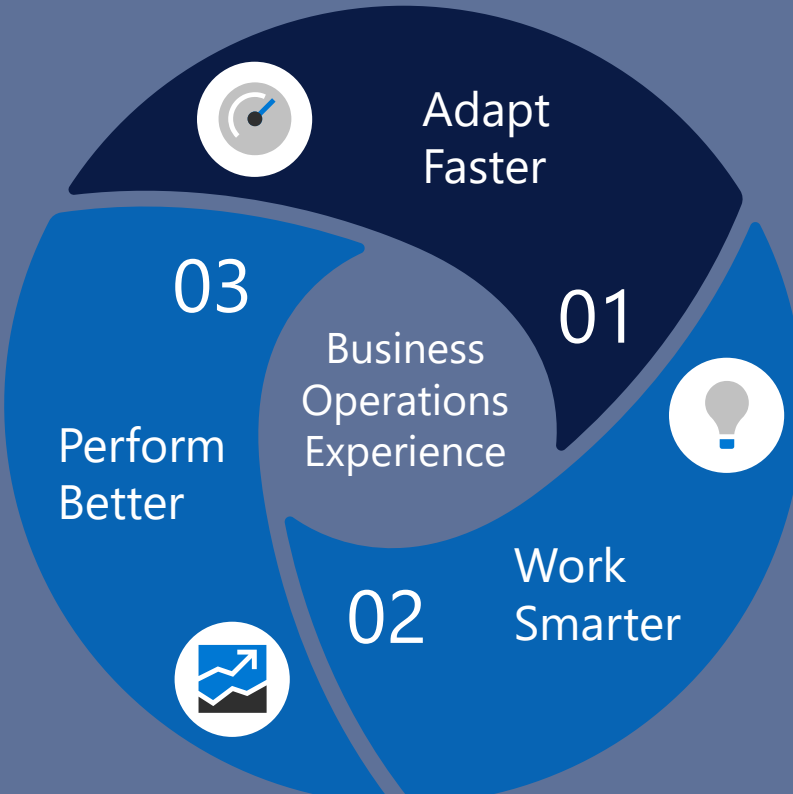 Adapt
Faster
01
Business
Operations
Experience
Work
Smarter
02
03
Perform
Better